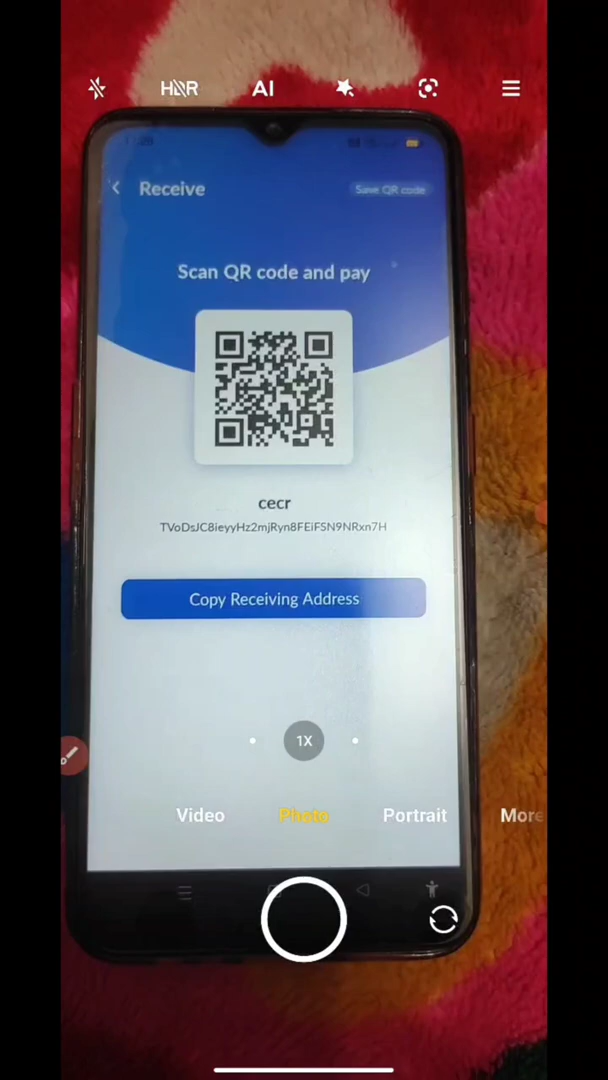 HDR AI
Receive
Save QR code
Scan QR code and pay
cecr
TVoDsJC8ieyyHz2mjRyn8FEiFSN9NRxn7H
Copy Receiving Address
1X
Video Photo Portrait More